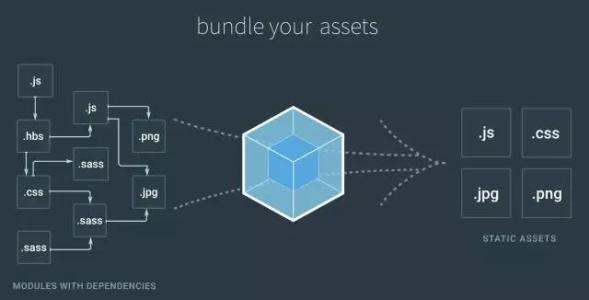 bundle your assets
.js
.js
.hbs
.png
.sass
.css
.jpg
.sass
.sass
MODULES WITH DEPENDENCIES
.js
.css
.jpg
.png
STATIC ASSETS